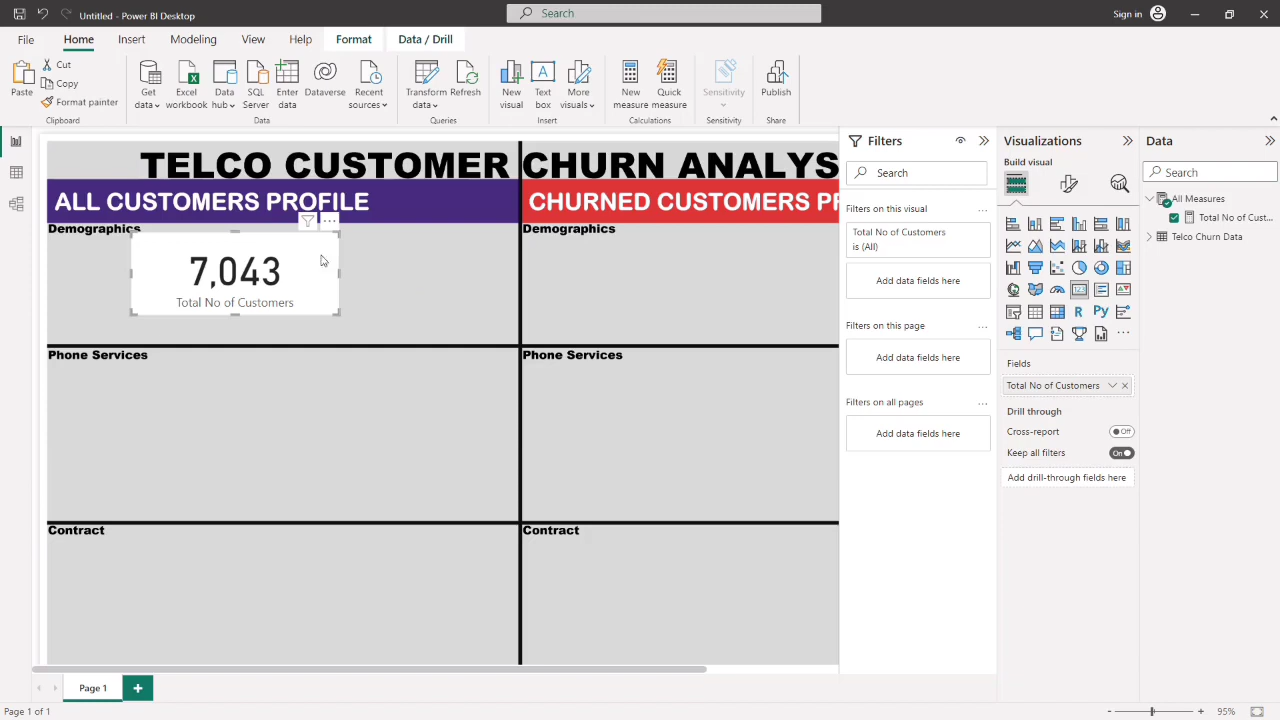 Untitled - Power BI Desktop
Search
Sign in
File
Home
Insert
Modeling
View
Help
Format
Data / Drill
Paste
Cut
Copy
Format painter
Clipboard
Get data
Excel workbook
Data hub
SQL Server
Enter data
Dataverse
Recent sources
Data
Transform data
Refresh
Queries
New visual
Text box
More visuals
Insert
New measure
Quick measure
Calculations
Sensitivity
Sensitivity
Publish
Share
TELCO CUSTOMER CHURN ANALYS
ALL CUSTOMERS PROFILE
CHURNED CUSTOMERS PR
Demographics
Demographics
7,043
Total No of Customers
Phone Services
Phone Services
Contract
Contract
Filters
Search
Filters on this visual
...
Total No of Customers
is (All)
Add data fields here
Filters on this page
...
Add data fields here
Filters on all pages
...
Add data fields here
Visualizations
Build visual
R
Py
...
Fields
Total No of Customers
Drill through
Cross-report
Off
Keep all filters
On
Add drill-through fields here
Data
Search
All Measures
Total No of Cust...
Telco Churn Data
Page 1
Page 1 of 1
- + 95%